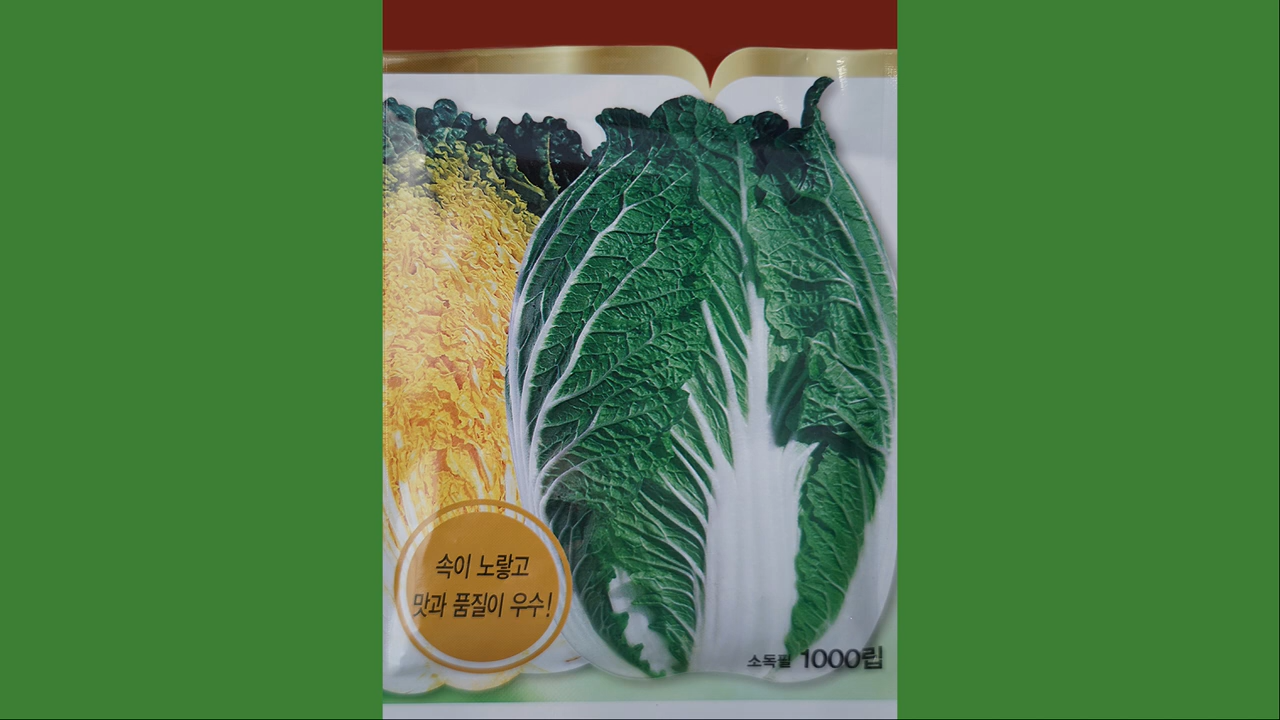 속이 노랗고
맛과 품질이 우수!
소독필 1000립